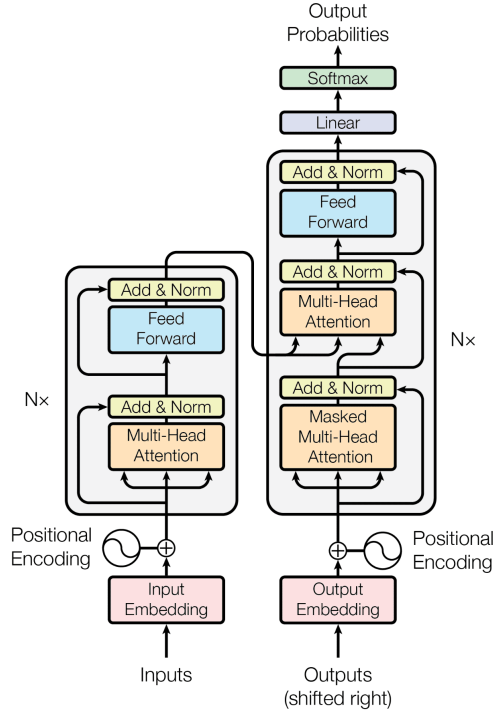 Output
Probabilities
Softmax
Linear
Add & Norm
Feed
Forward
Add & Norm
Multi-Head
Attention
Add & Norm
Masked
Multi-Head
Attention
Nx
Add & Norm
Feed
Forward
Add & Norm
Multi-Head
Attention
N×
Positional
Encoding
Positional
Encoding
Input
Embedding
Output
Embedding
Inputs
Outputs
(shifted right)